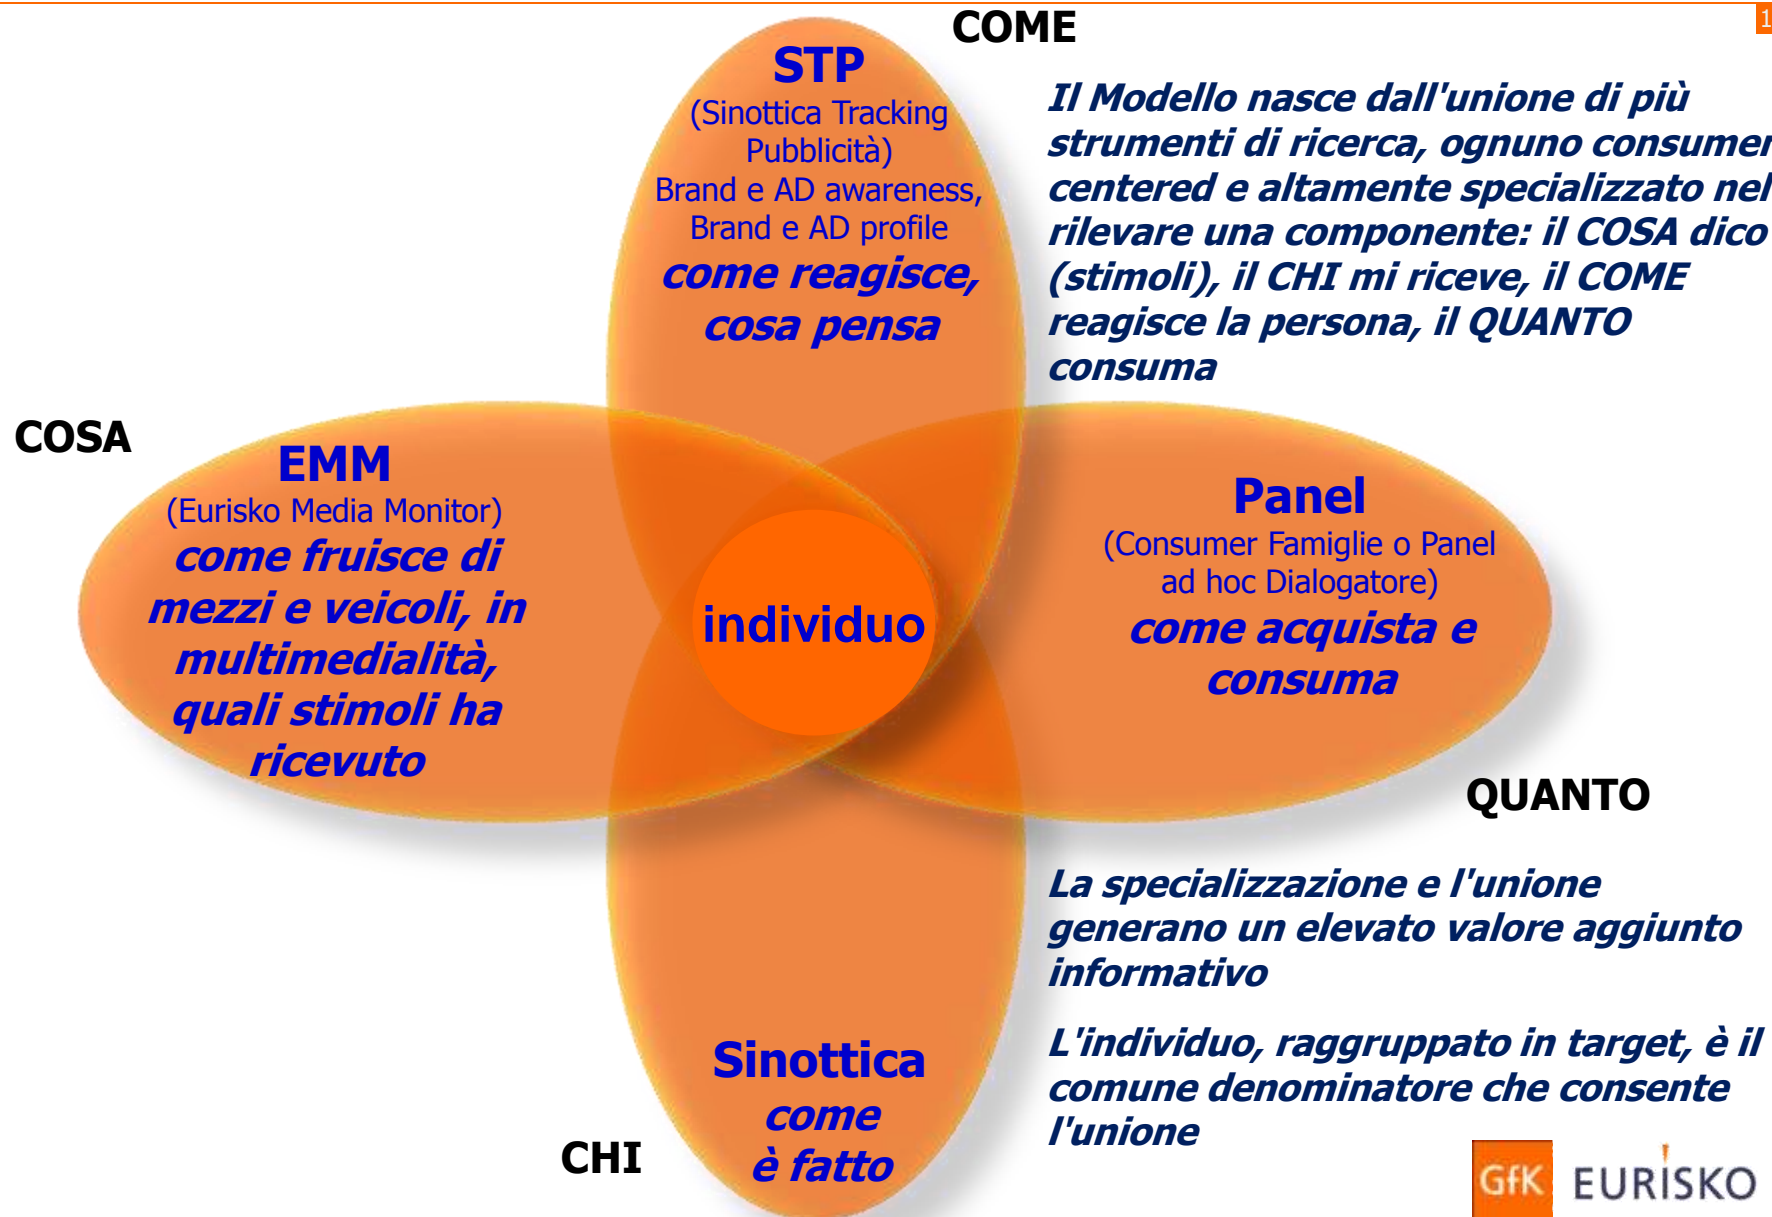 COME
1
STP
(Sinottica Tracking
Pubblicità)
Brand e AD awareness,
Brand e AD profile
come reagisce,
cosa pensa
Il Modello nasce dall'unione di più
strumenti di ricerca, ognuno consumer
centered e altamente specializzato nel
rilevare una componente: il COSA dico
(stimoli), il CHI mi riceve, il COME
reagisce la persona, il QUANTO
consuma
COSA
EMM
(Eurisko Media Monitor)
come fruisce di
mezzi e veicoli, in
multimedialità,
quali stimoli ha
ricevuto
individuo
Panel
(Consumer Famiglie o Panel
ad hoc Dialogatore)
come acquista e
consuma
QUANTO
La specializzazione e l'unione
generano un elevato valore aggiunto
informativo
L'individuo, raggruppato in target, è il
comune denominatore che consente
l'unione
Sinottica
come
è fatto
CHI
GfK EURISKO